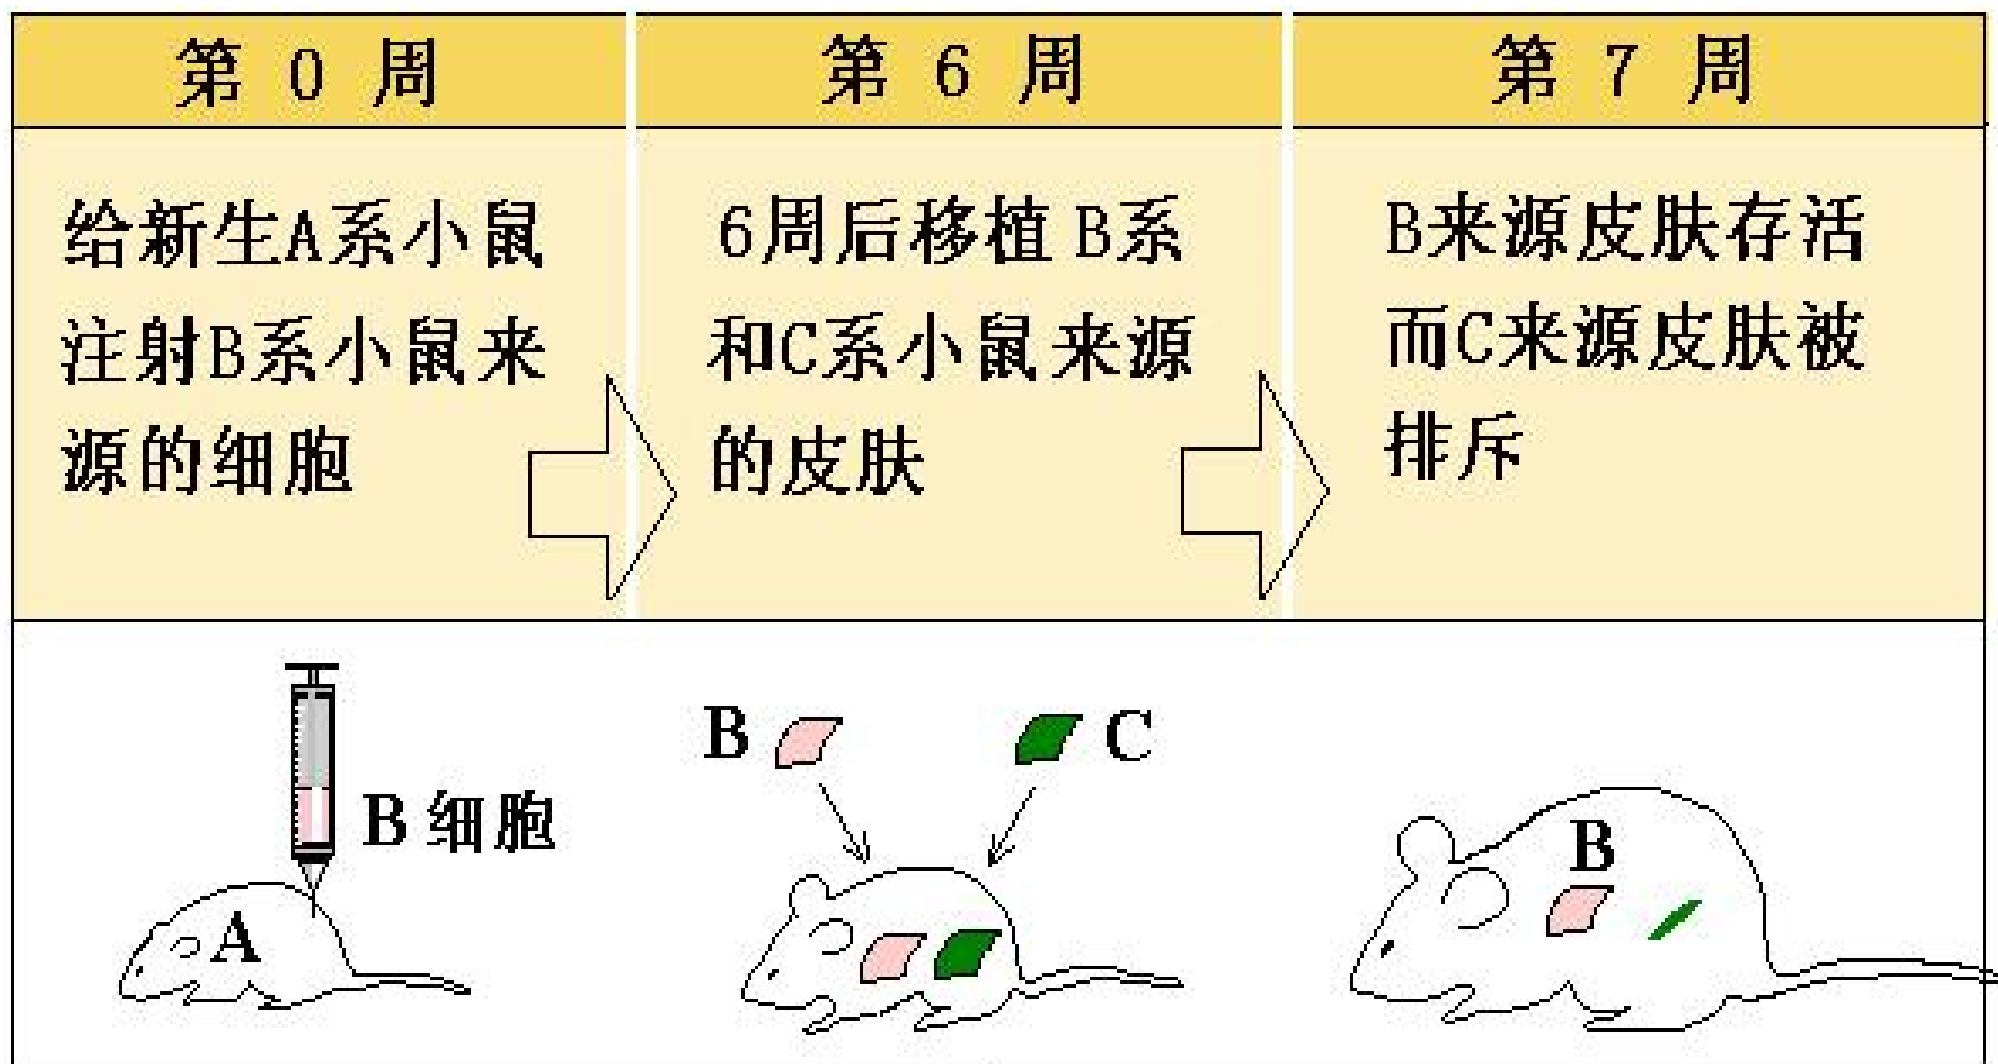 第 0 周
给新生A系小鼠
注射B系小鼠来
源的细胞
第 6 周
6周后移植B系
和C系小鼠来源
的皮肤
第 7 周
B来源皮肤存活
而C来源皮肤被
排斥
B 细胞
A
B
C
B